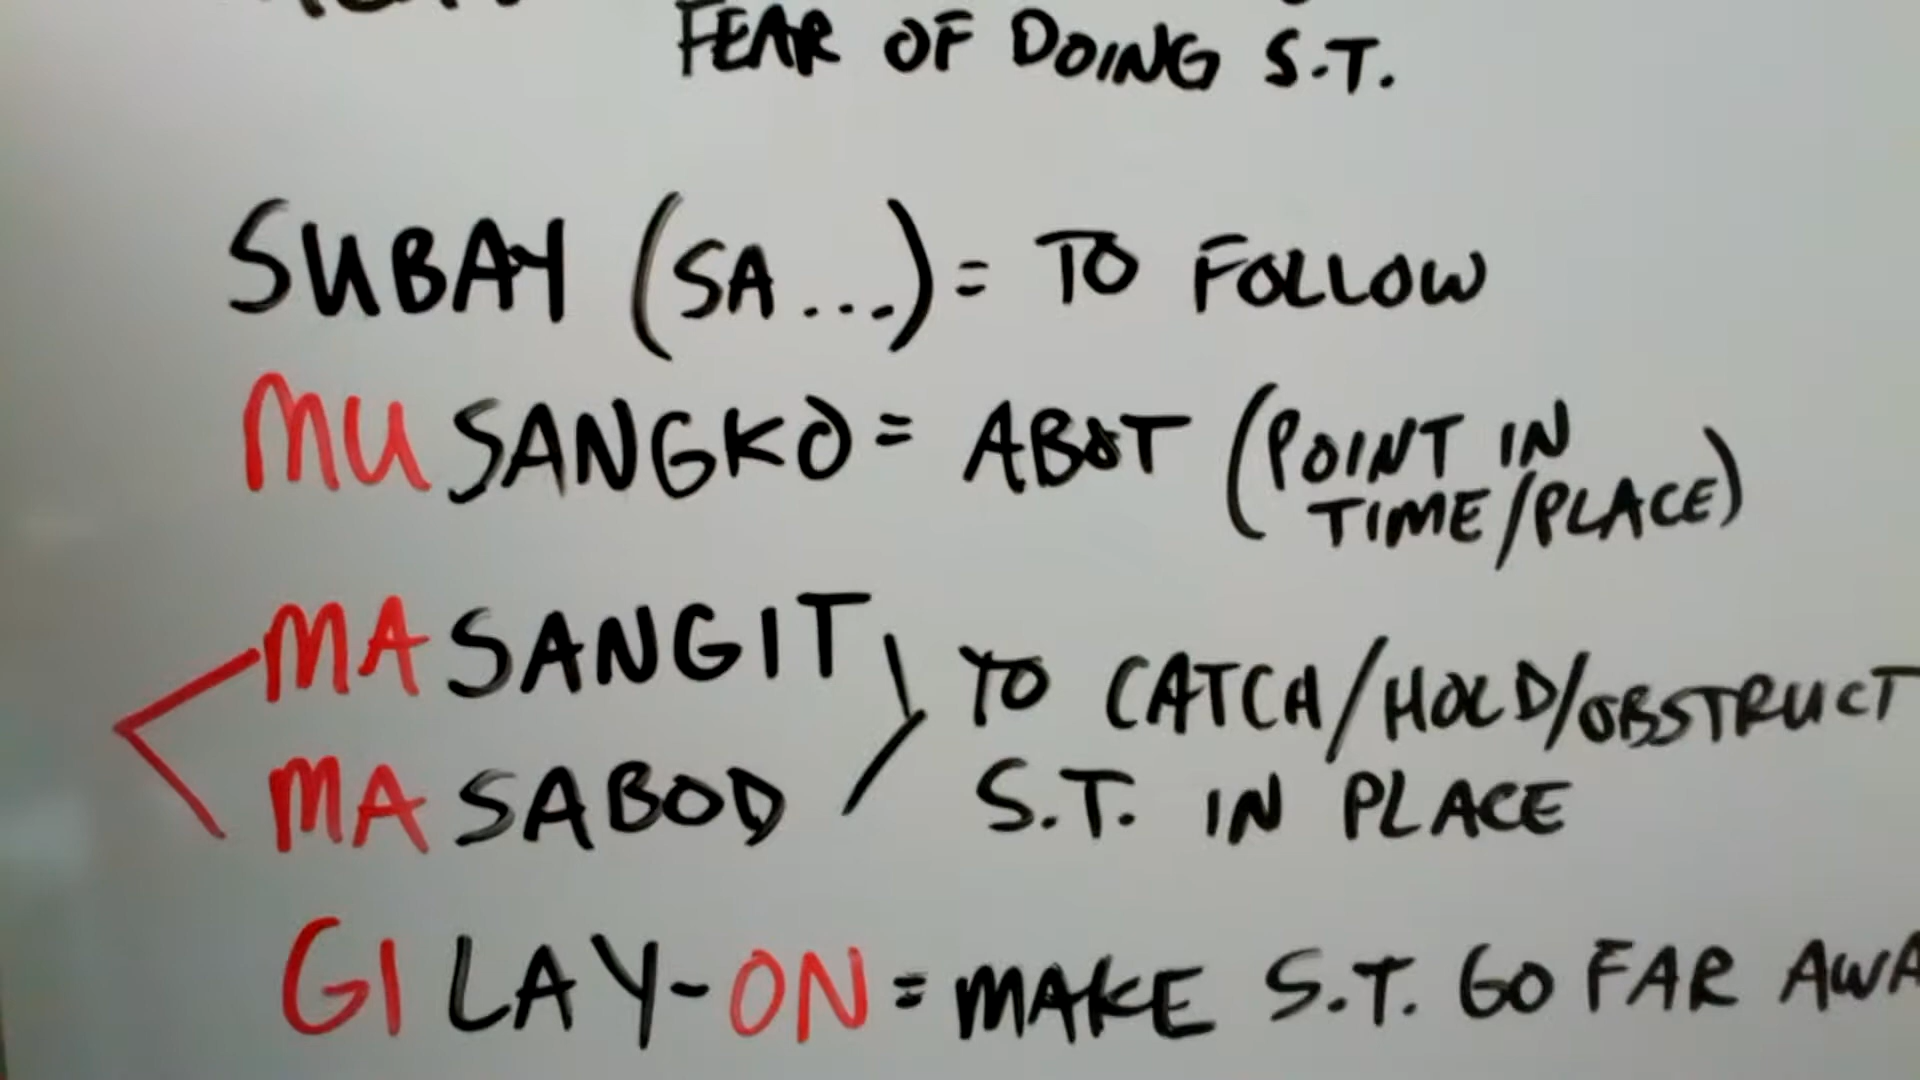 FEAR OF DOING S.T.
SUBAY (SA...) = TO FOLLOW
MUSANGKO = ABOT (POINT IN
TIME/PLACE)
MASANGIT
MASABOD
TO CATCH/HOLD/OBSTRUCT
S.T. IN PLACE
GILAY-ON = MAKE S.T. GO FAR AWA